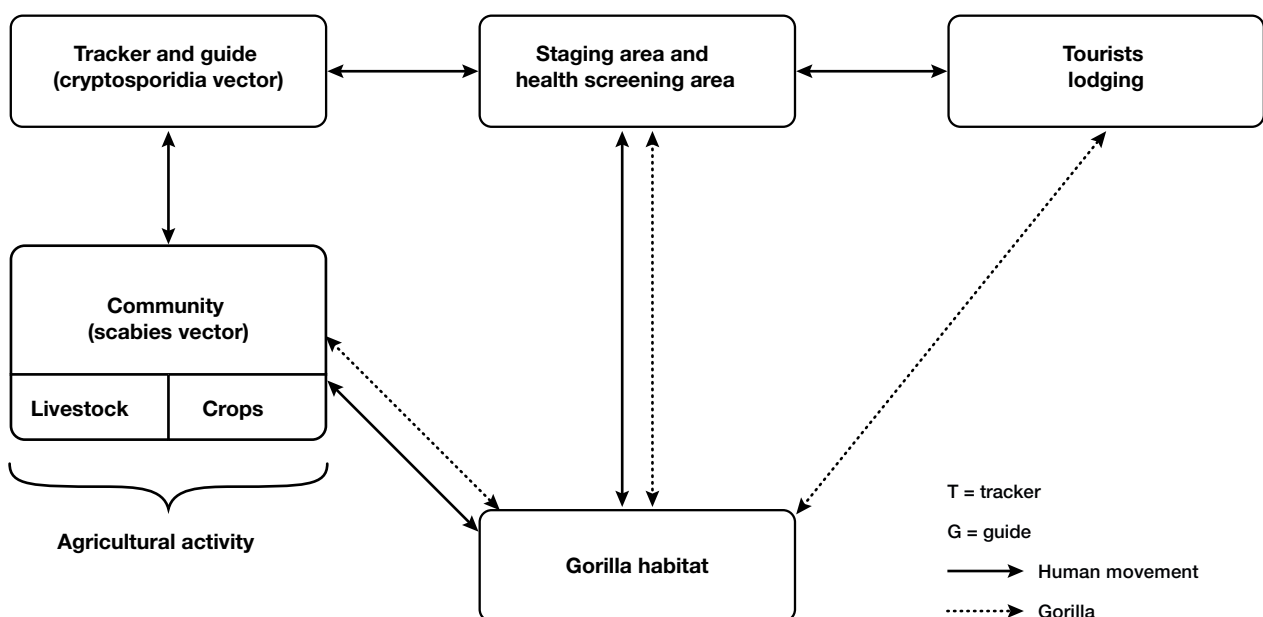 Tracker and guide
(cryptosporidia vector)
Staging area and
health screening area
Tourists
lodging
Community
(scabies vector)
Livestock
Crops
Agricultural activity
Gorilla habitat
T = tracker
G = guide
Human movement
Gorilla